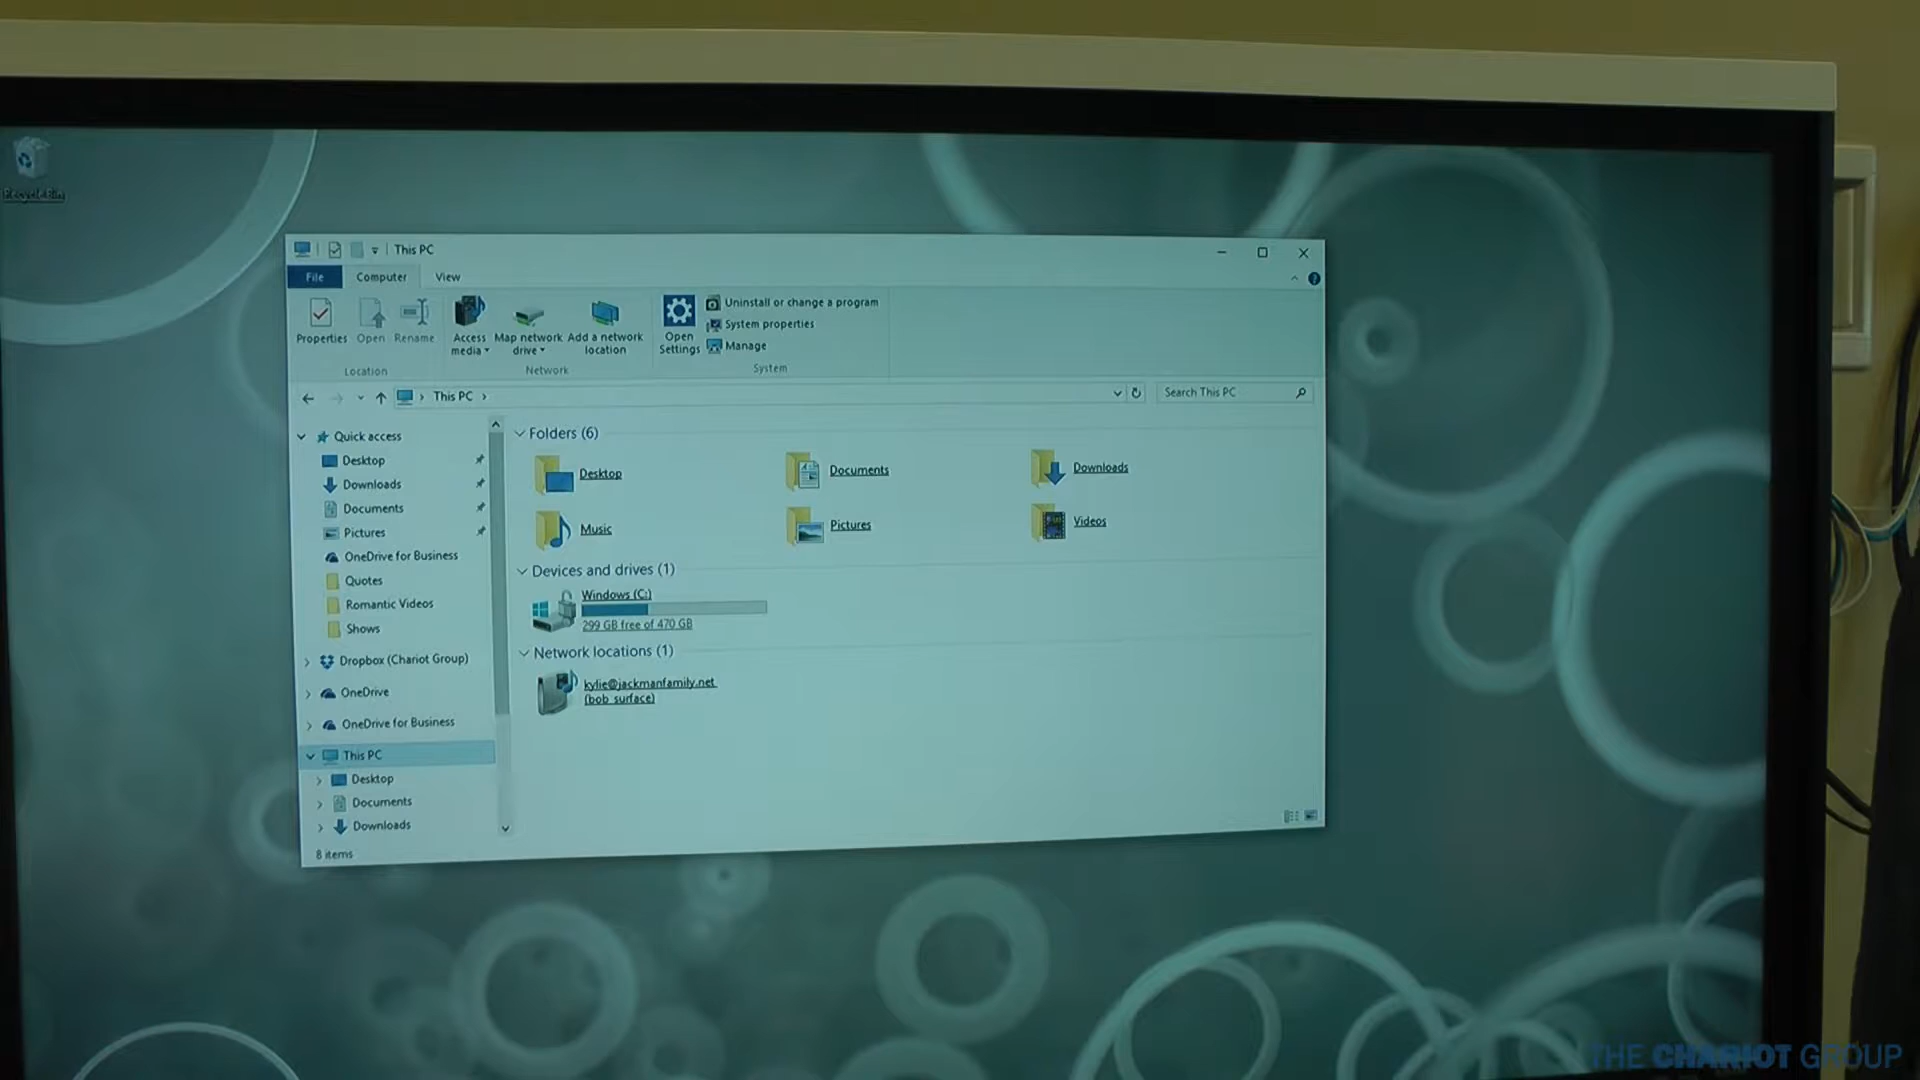 Recycle Bin
This PC
File Computer View
Properties Open Rename
Access media
Map network drive
Add a network location
Open Settings
Uninstall or change a program
System properties
Manage
Location Network System
This PC
Search This PC
Quick access
Desktop
Downloads
Documents
Pictures
OneDrive for Business
Quotes
Romantic Videos
Shows
Dropbox (Chariot Group)
OneDrive
OneDrive for Business
This PC
Desktop
Documents
Downloads
8 items
Folders (6)
Desktop Documents Downloads
Music Pictures Videos
Devices and drives (1)
Windows (C:)
299 GB free of 470 GB
Network locations (1)
kylie@jackmanfamily.net
(bob_surface)
THE CHARIOT GROUP